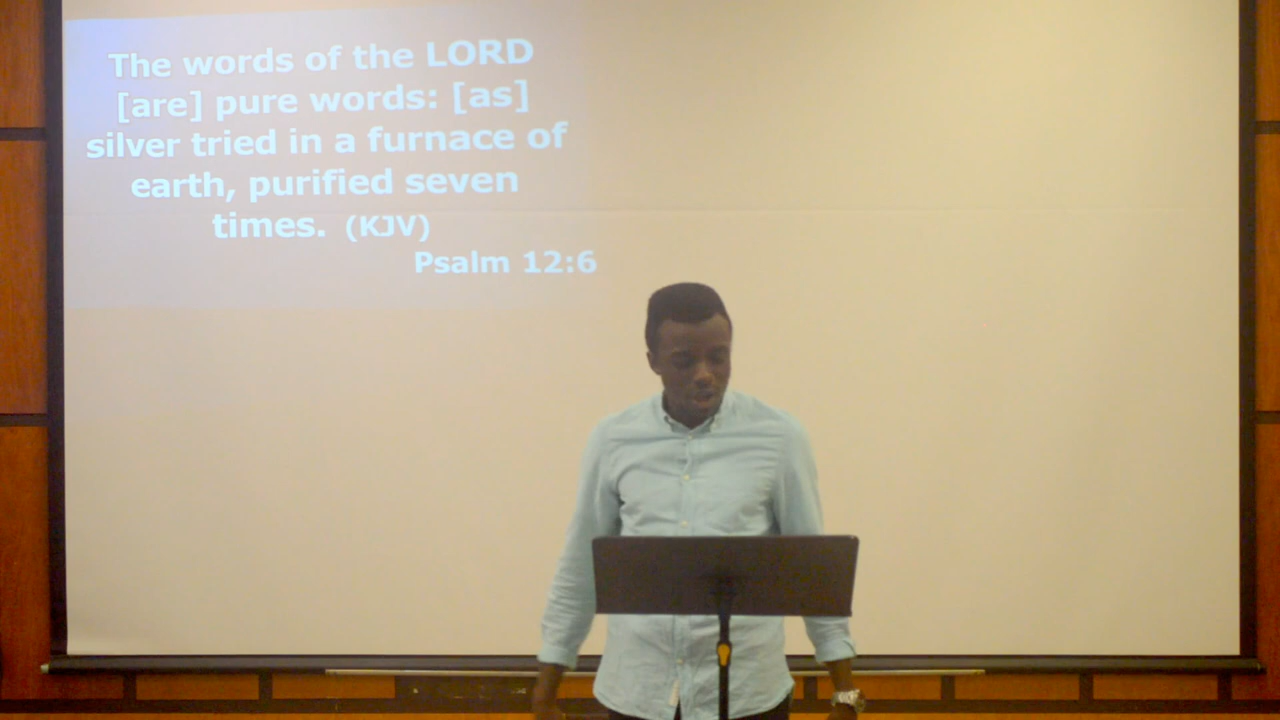 The words of the LORD
[are] pure words: [as]
silver tried in a furnace of
earth, purified seven
times. (KJV)
Psalm 12:6